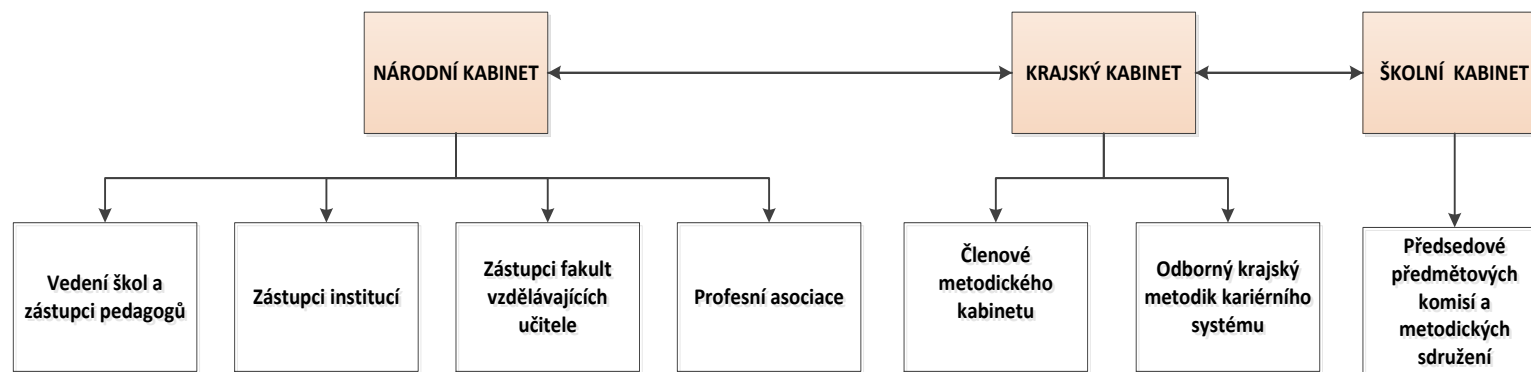 NÁRODNÍ KABINET
KRAJSKÝ KABINET
ŠKOLNÍ KABINET
Vedení škol a
zástupci pedagogů
Zástupci institucí
Zástupci fakult
vzdělávajících
učitele
Profesní asociace
Členové
metodického
kabinetu
Odborný krajský
metodik kariérního
systému
Předsedové
předmětových
komisí a
metodických
sdružení